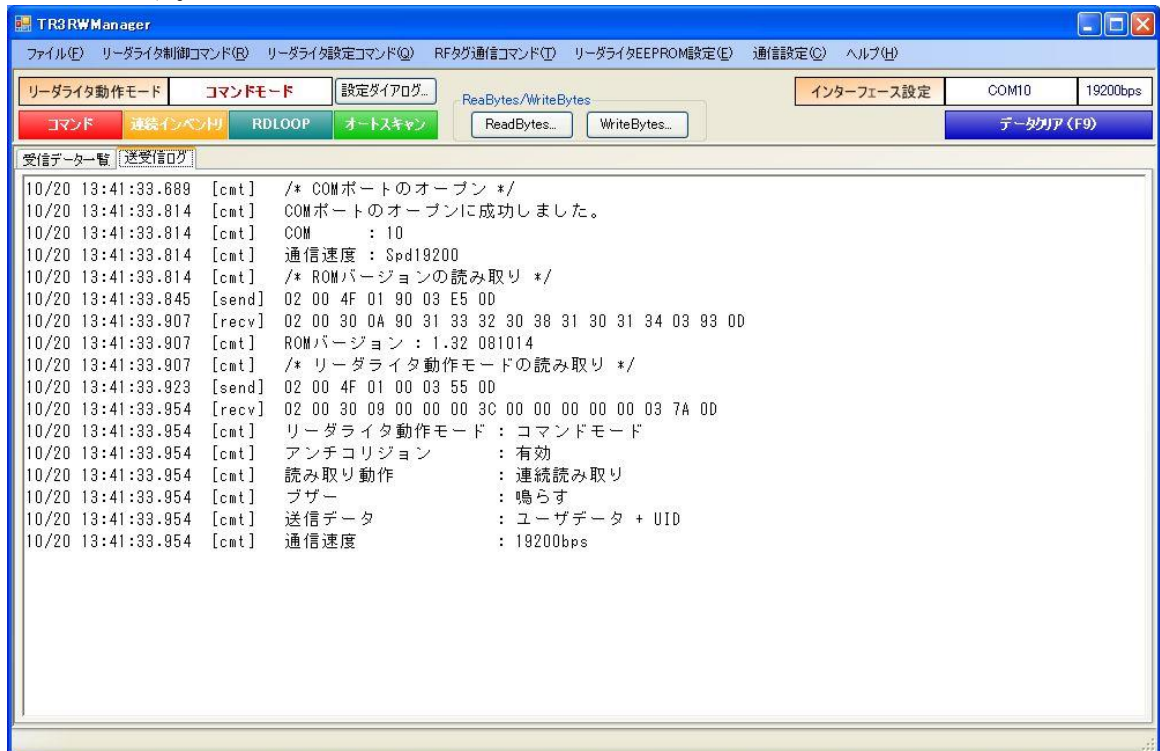 TR3RWManager
ファイル(F) リーダライタ制御コマンド(R) リーダライタ設定コマンド(Q) RFタグ通信コマンド(T) リーダライタEEPROM設定(E) 通信設定(C) ヘルプ(H)
リーダライタ動作モード コマンドモード 設定ダイアログ... ReaBytes/WriteBytes インターフェース設定 COM10 19200bps
コマンド 連続インベントリ RDLOOP オートスキャン ReadBytes... WriteBytes... データクリア(F9)
受信データ一覧 送受信ログ
10/20 13:41:33.689 [cmt] /* COMポートのオープン */
10/20 13:41:33.814 [cmt] COMポートのオープンに成功しました。
10/20 13:41:33.814 [cmt] COM : 10
10/20 13:41:33.814 [cmt] 通信速度 : Spd19200
10/20 13:41:33.814 [cmt] /* ROMバージョンの読み取り */
10/20 13:41:33.845 [send] 02 00 4F 01 90 03 E5 0D
10/20 13:41:33.907 [recv] 02 00 30 0A 90 31 33 32 30 38 31 30 31 34 03 93 0D
10/20 13:41:33.907 [cmt] ROMバージョン : 1.32 081014
10/20 13:41:33.907 [cmt] /* リーダライタ動作モードの読み取り */
10/20 13:41:33.923 [send] 02 00 4F 01 00 03 55 0D
10/20 13:41:33.954 [recv] 02 00 30 09 00 00 00 3C 00 00 00 00 00 03 7A 0D
10/20 13:41:33.954 [cmt] リーダライタ動作モード : コマンドモード
10/20 13:41:33.954 [cmt] アンチコリジョン : 有効
10/20 13:41:33.954 [cmt] 読み取り動作 : 連続読み取り
10/20 13:41:33.954 [cmt] ブザー : 鳴らす
10/20 13:41:33.954 [cmt] 送信データ : ユーザデータ + UID
10/20 13:41:33.954 [cmt] 通信速度 : 19200bps